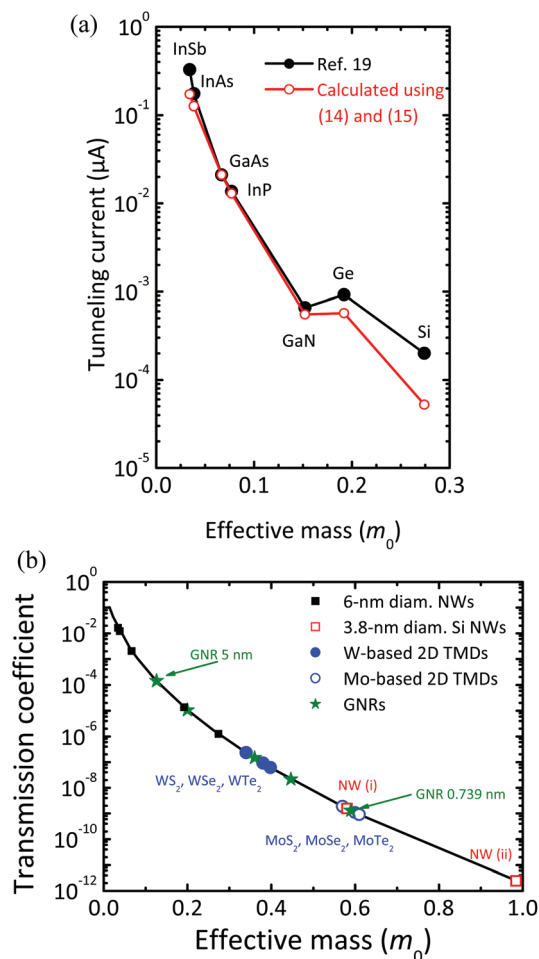 (a)
10⁰
10⁻¹
10⁻²
10⁻³
10⁻⁴
10⁻⁵
Tunneling current (μA)
InSb
InAs
GaAs
InP
GaN
Ge
Si
Ref. 19
Calculated using
(14) and (15)
0.0 0.1 0.2 0.3
Effective mass (m₀)
(b)
10⁰
10⁻²
10⁻⁴
10⁻⁶
10⁻⁸
10⁻¹⁰
10⁻¹²
Transmission coefficient
6-nm diam. NWs
3.8-nm diam. Si NWs
W-based 2D TMDs
Mo-based 2D TMDs
GNRs
GNR 5 nm
WS₂, WSe₂, WTe₂
NW (i)
GNR 0.739 nm
MoS₂, MoSe₂, MoTe₂
NW (ii)
0.0 0.2 0.4 0.6 0.8 1.0
Effective mass (m₀)